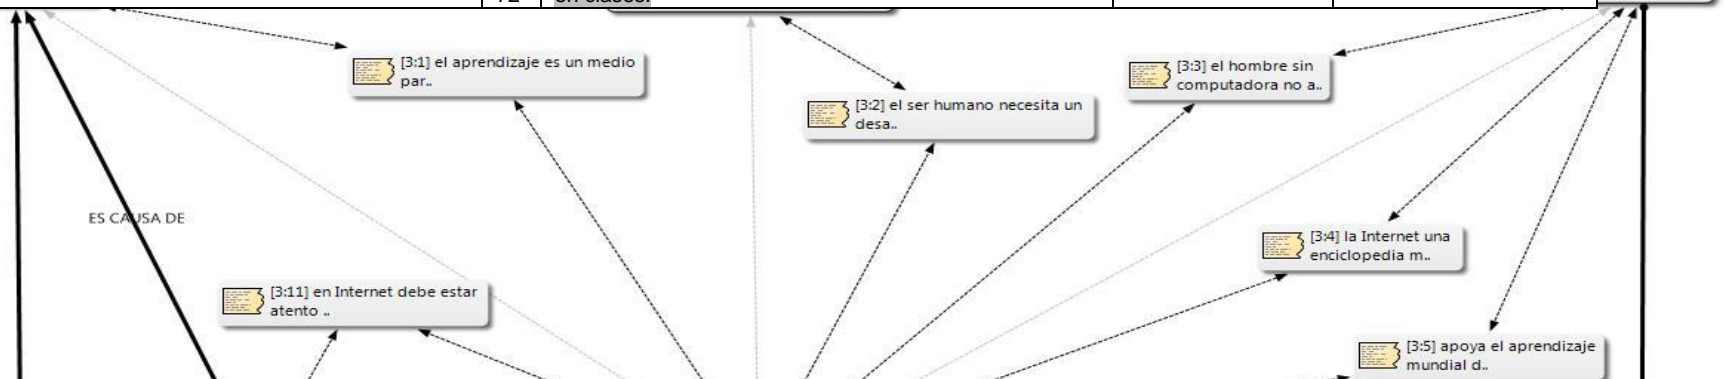 en clases.
[3:1] el aprendizaje es un medio
par..
[3:3] el hombre sin
computadora no a..
[3:2] el ser humano necesita un
desa..
ES CAUSA DE
[3:4] la Internet una
enciclopedia m..
[3:11] en Internet debe estar
atento ..
[3:5] apoya el aprendizaje
mundial d..